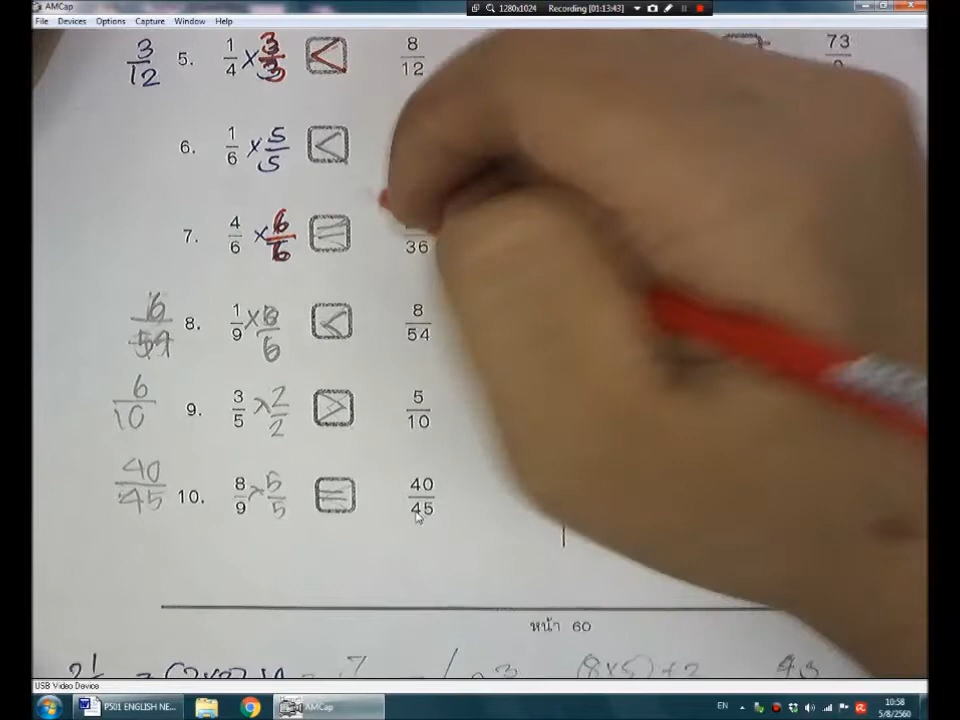 AMCap
1280x1024 Recording [01:13:43]
File Devices Options Capture Window Help
3/12 5. 1/4 × 3/3 < 8/12
73
6. 1/6 × 5/5 <
7. 4/6 × 6/6 = 36
6/54 8. 1/9 × 6/6 < 8/54
6/10 9. 3/5 × 2/2 > 5/10
40/45 10. 8/9 × 5/5 = 40/45
หน้า 60
USB Video Device
P501 ENGLISH NE... AMCap EN 10:58
5/8/2560